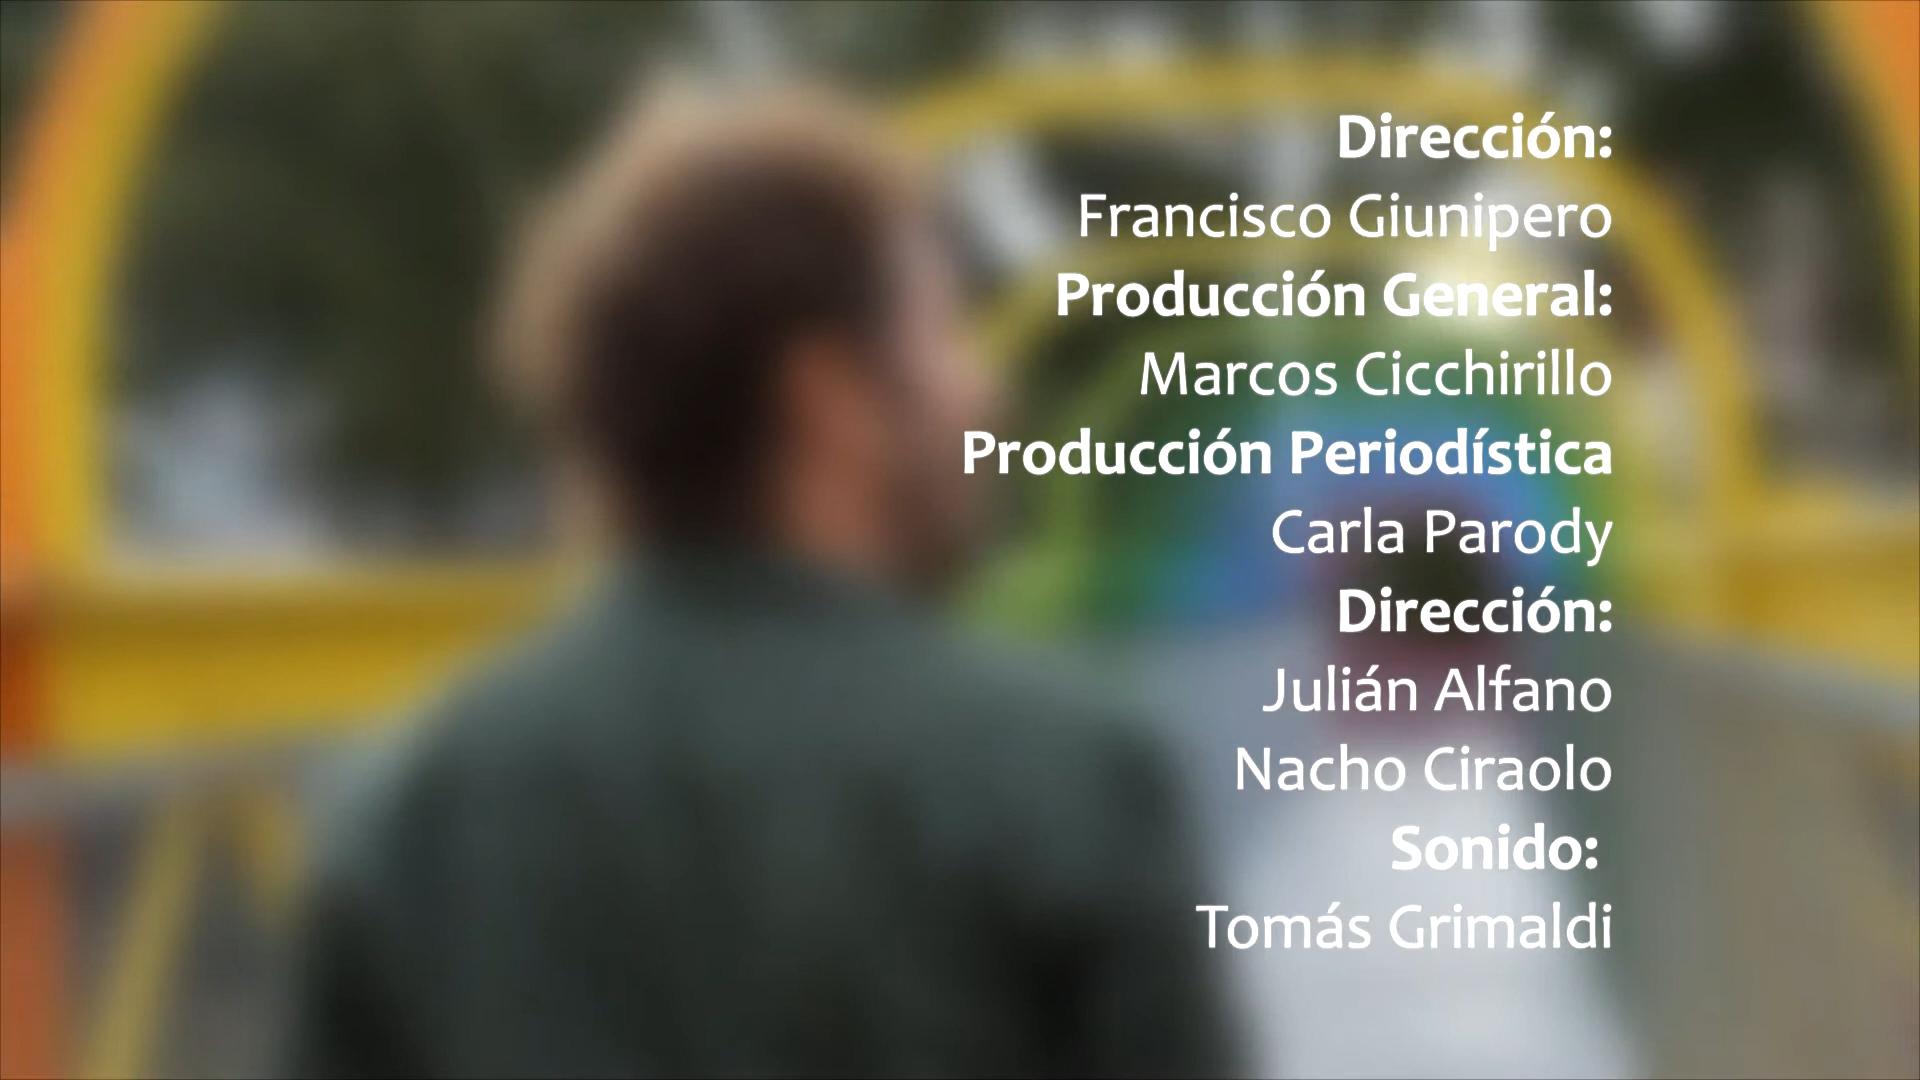 Dirección:
Francisco Giunipero
Producción General:
Marcos Cicchirillo
Producción Periodística
Carla Parody
Dirección:
Julián Alfano
Nacho Ciraolo
Sonido:
Tomás Grimaldi